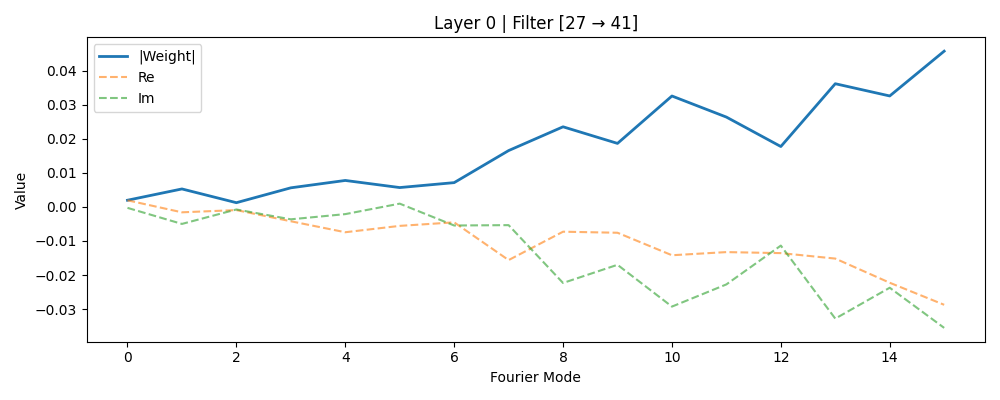 Layer 0 | Filter [27 → 41]
|Weight|
Re
Im
0.04
0.03
0.02
0.01
0.00
−0.01
−0.02
−0.03
Value
0 2 4 6 8 10 12 14
Fourier Mode